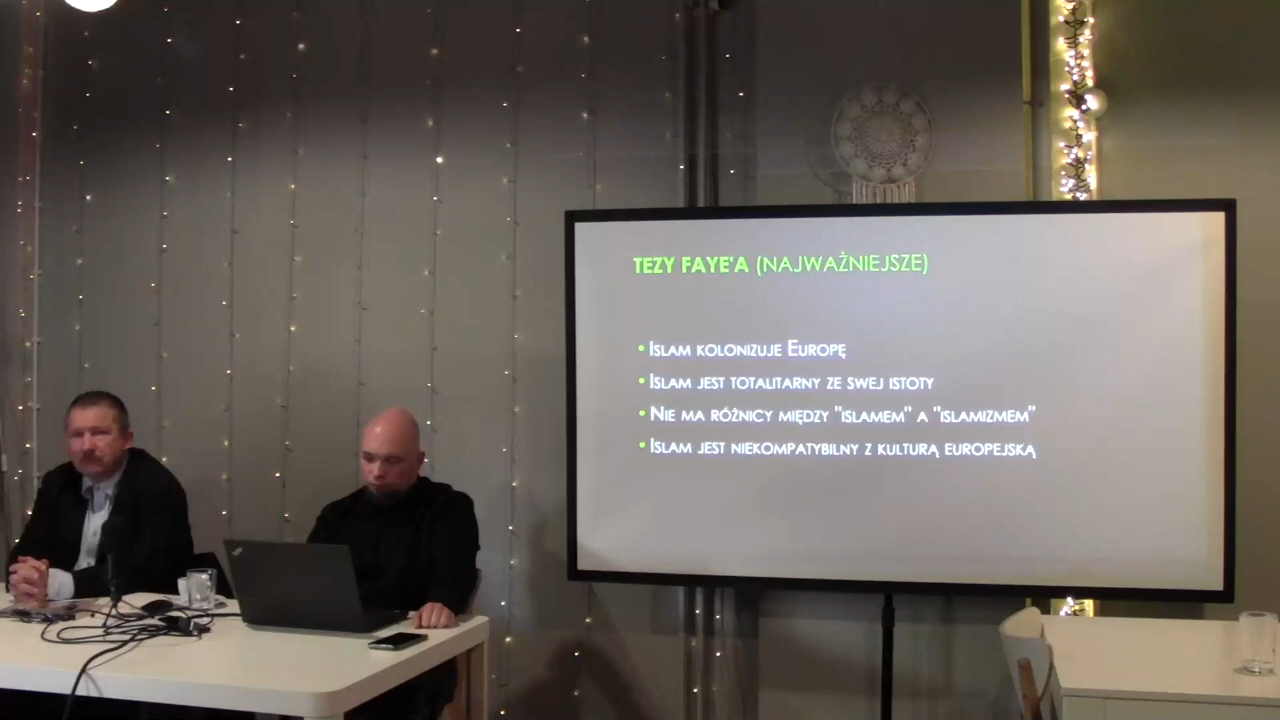 TEZY FAYE'A (NAJWAŻNIEJSZE)
• ISLAM KOLONIZUJE EUROPĘ
• ISLAM JEST TOTALITARNY ZE SWEJ ISTOTY
• NIE MA RÓŻNICY MIĘDZY "ISLAMEM" A "ISLAMIZMEM"
• ISLAM JEST NIEKOMPATYBILNY Z KULTURĄ EUROPEJSKĄ